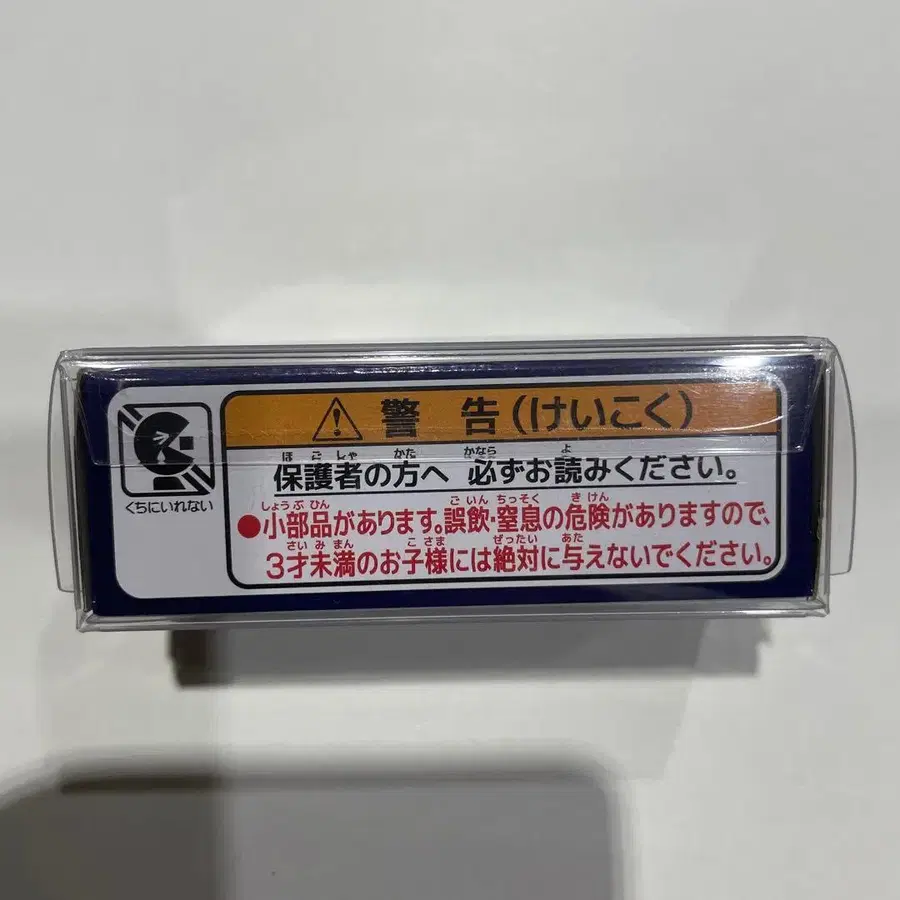 ⚠ 警 告(けいこく)
ほごしゃ かた かなら よ
保護者の方へ 必ずお読みください。
しょうぶひん ごいん ちっそく きけん
●小部品があります。誤飲・窒息の危険がありますので、
さいみまん こさま ぜったい あた
3才未満のお子様には絶対に与えないでください。
くちにいれない